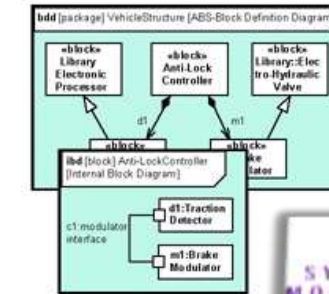 bdd [package] VehicleStructure [ABS-Block Definition Diagram
«block»
Library
Electronic
Processor
«block»
Anti-Lock
Controller
«block»
Library::Elec
tro-Hydraulic
Valve
d1
m1
«block»
«block»
ibd [block] Anti-LockController
[Internal Block Diagram]
c1:modulator
interface
d1:Traction
Detector
m1:Brake
Modulator